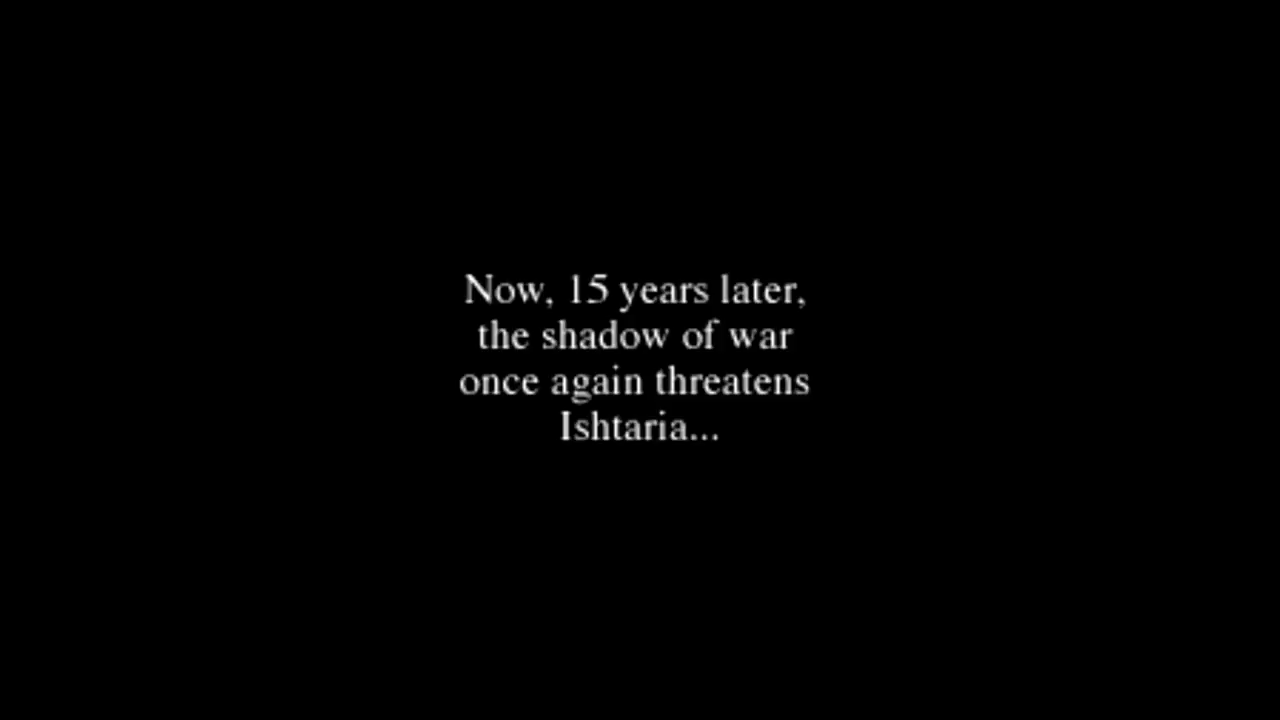 Now, 15 years later,
the shadow of war
once again threatens
Ishtaria...